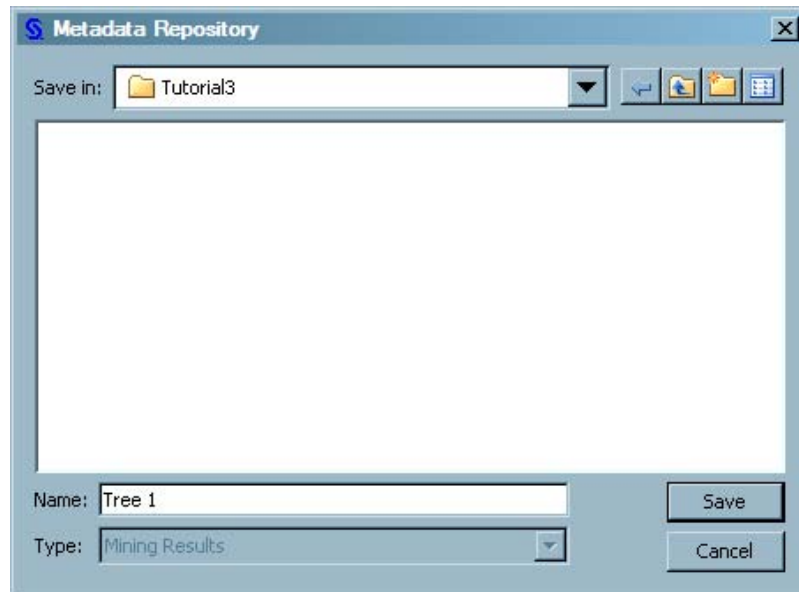 Metadata Repository
Save in: Tutorial3
Name: Tree 1
Save
Type: Mining Results
Cancel